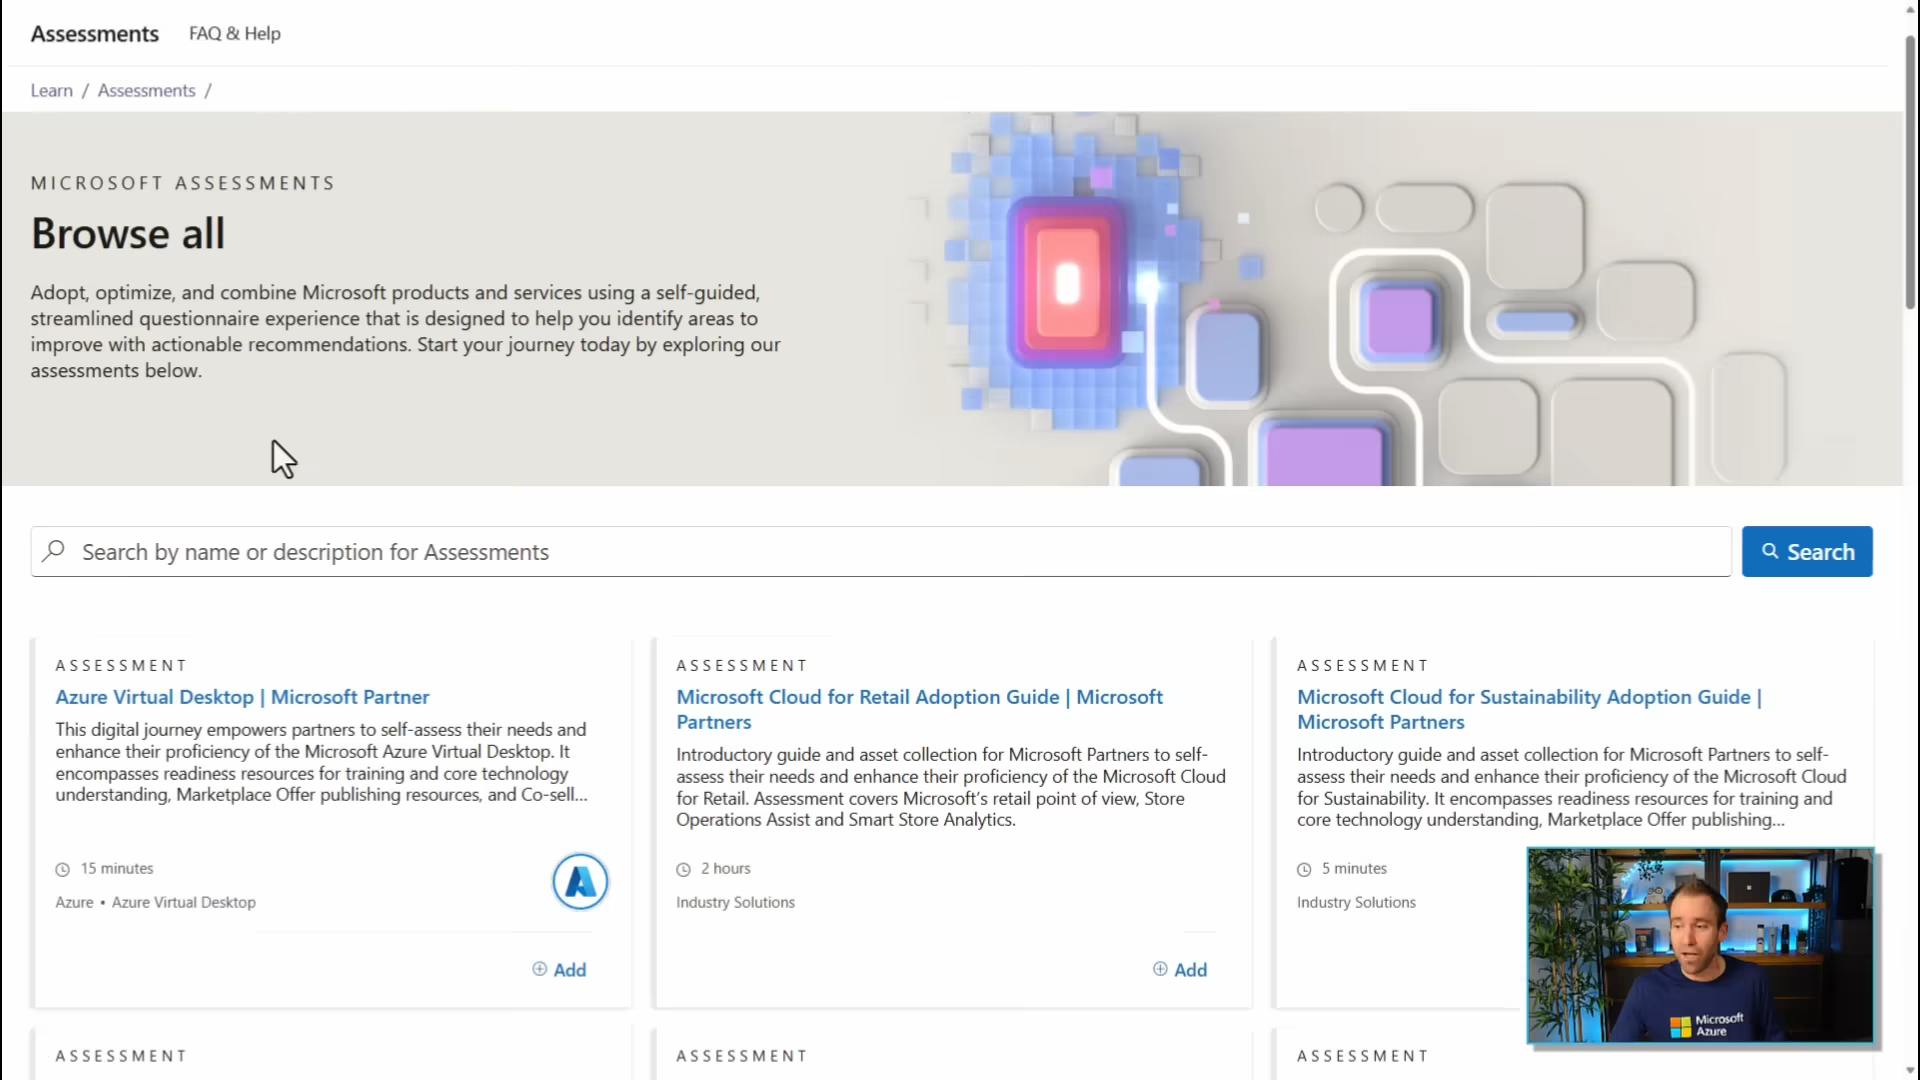 Assessments FAQ & Help
Learn / Assessments /
MICROSOFT ASSESSMENTS
Browse all
Adopt, optimize, and combine Microsoft products and services using a self-guided,
streamlined questionnaire experience that is designed to help you identify areas to
improve with actionable recommendations. Start your journey today by exploring our
assessments below.
Search by name or description for Assessments
Search
ASSESSMENT
Azure Virtual Desktop | Microsoft Partner
This digital journey empowers partners to self-assess their needs and
enhance their proficiency of the Microsoft Azure Virtual Desktop. It
encompasses readiness resources for training and core technology
understanding, Marketplace Offer publishing resources, and Co-sell...
15 minutes
Azure • Azure Virtual Desktop
Add
ASSESSMENT
Microsoft Cloud for Retail Adoption Guide | Microsoft
Partners
Introductory guide and asset collection for Microsoft Partners to self-
assess their needs and enhance their proficiency of the Microsoft Cloud
for Retail. Assessment covers Microsoft’s retail point of view, Store
Operations Assist and Smart Store Analytics.
2 hours
Industry Solutions
Add
ASSESSMENT
Microsoft Cloud for Sustainability Adoption Guide |
Microsoft Partners
Introductory guide and asset collection for Microsoft Partners to self-
assess their needs and enhance their proficiency of the Microsoft Cloud
for Sustainability. It encompasses readiness resources for training and
core technology understanding, Marketplace Offer publishing...
5 minutes
Industry Solutions
Microsoft
Azure
ASSESSMENT
ASSESSMENT
ASSESSMENT